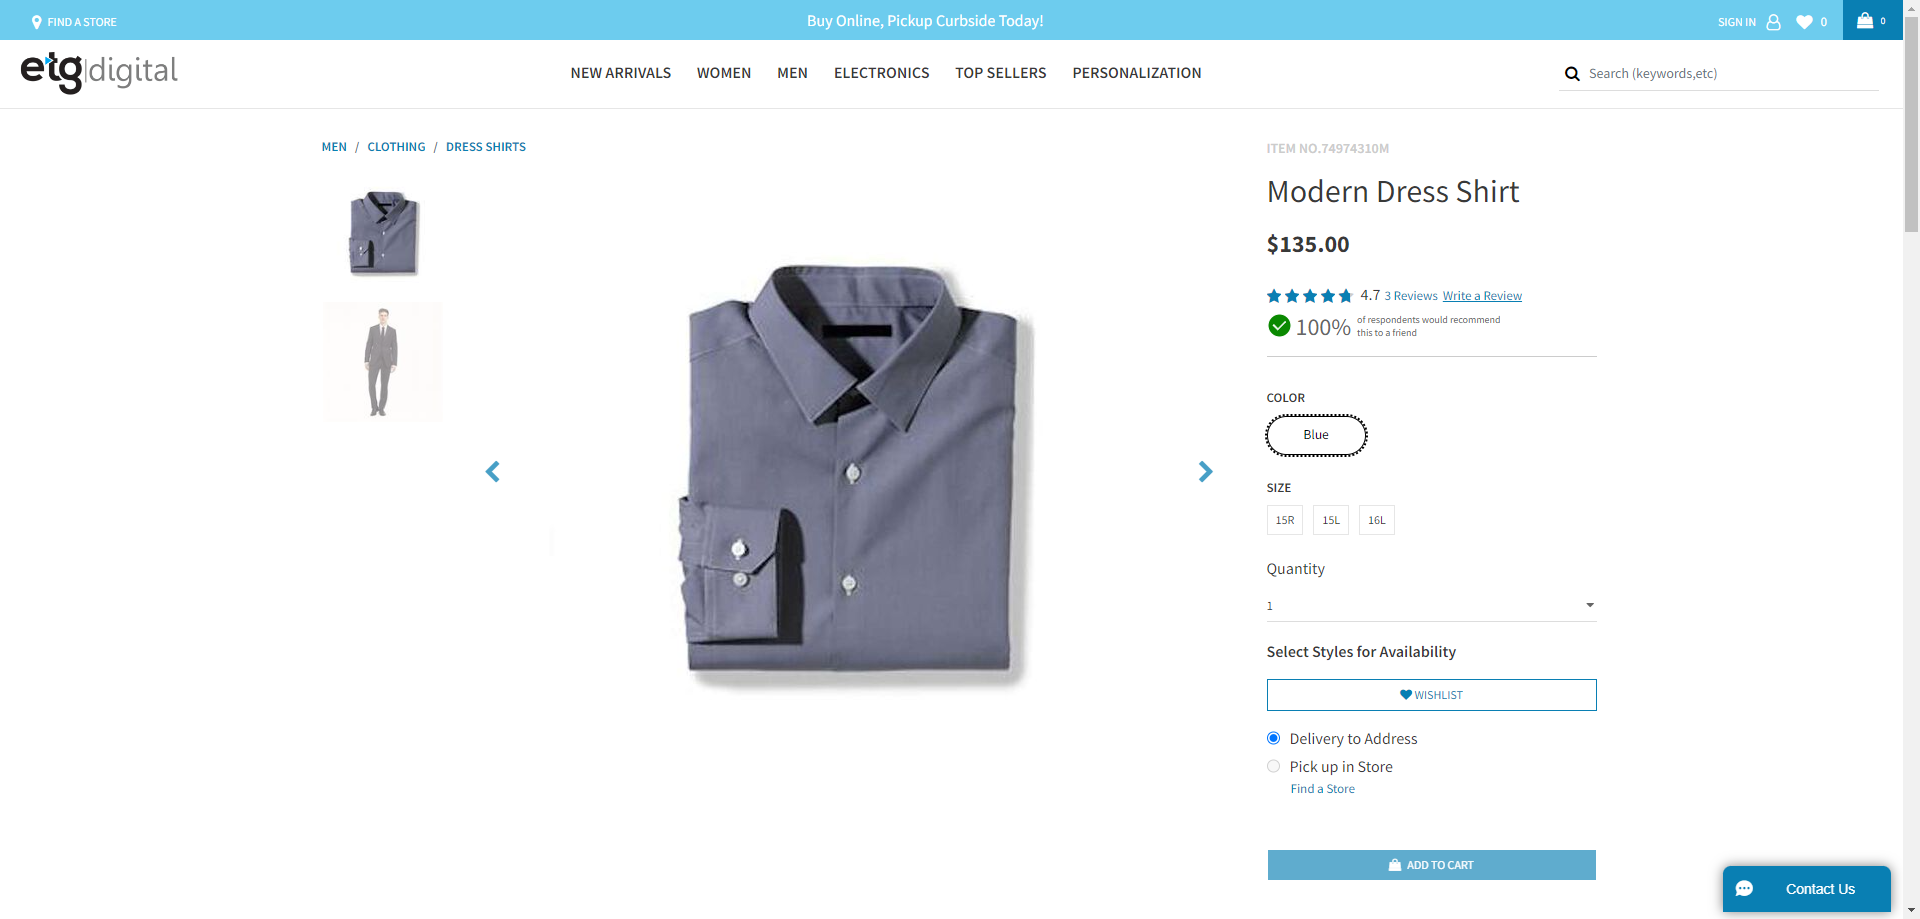 FIND A STORE
Buy Online, Pickup Curbside Today!
SIGN IN 0 0
etg|digital
NEW ARRIVALS WOMEN MEN ELECTRONICS TOP SELLERS PERSONALIZATION
Search (keywords,etc)
MEN / CLOTHING / DRESS SHIRTS
ITEM NO.74974310M
Modern Dress Shirt
$135.00
4.7 3 Reviews Write a Review
100% of respondents would recommend
this to a friend
COLOR
Blue
SIZE
15R 15L 16L
Quantity
1
Select Styles for Availability
WISHLIST
Delivery to Address
Pick up in Store
Find a Store
ADD TO CART
Contact Us